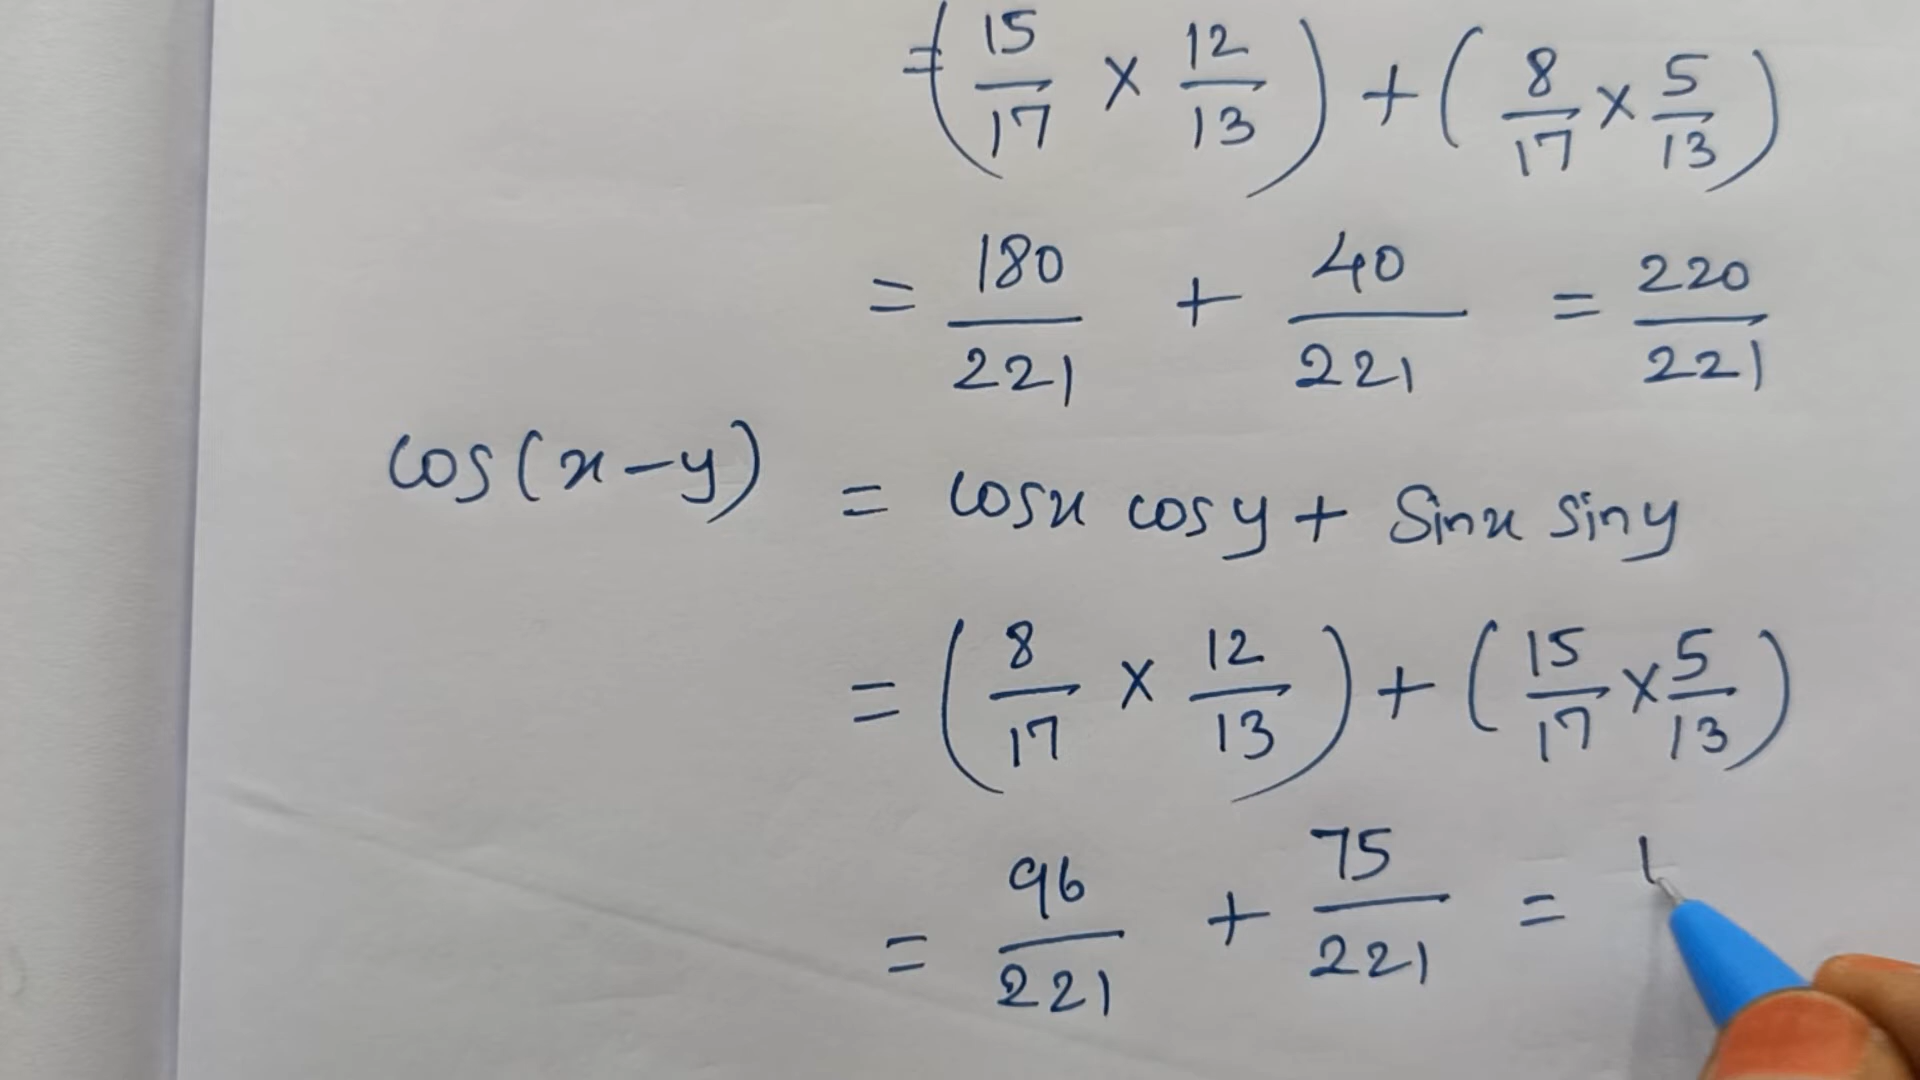 = (15/17 × 12/13) + (8/17 × 5/13)
= 180/221 + 40/221 = 220/221
cos(x-y) = cosx cosy + Sinx siny
= (8/17 × 12/13) + (15/17 × 5/13)
= 96/221 + 75/221 = 1